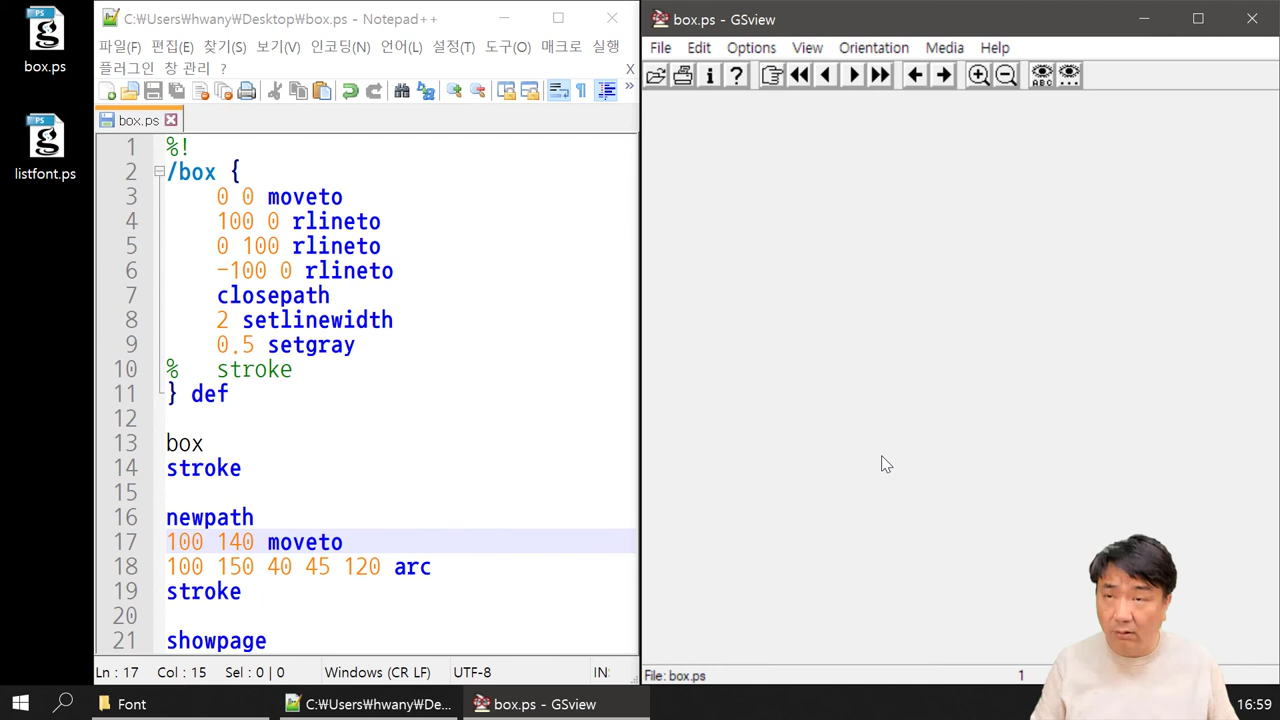 box.ps
listfont.ps
C:₩Users₩hwany₩Desktop₩box.ps - Notepad++
파일(F) 편집(E) 찾기(S) 보기(V) 인코딩(N) 언어(L) 설정(T) 도구(O) 매크로 실행
플러그인 창 관리 ? X
box.ps
1 %!
2 /box {
3 0 0 moveto
4 100 0 rlineto
5 0 100 rlineto
6 -100 0 rlineto
7 closepath
8 2 setlinewidth
9 0.5 setgray
10 % stroke
11 } def
12
13 box
14 stroke
15
16 newpath
17 100 140 moveto
18 100 150 40 45 120 arc
19 stroke
20
21 showpage
Ln : 17 Col : 15 Sel : 0 | 0 Windows (CR LF) UTF-8 IN
box.ps - GSview
File Edit Options View Orientation Media Help
File: box.ps 1
Font
C:₩Users₩hwany₩De...
box.ps - GSview
16:59